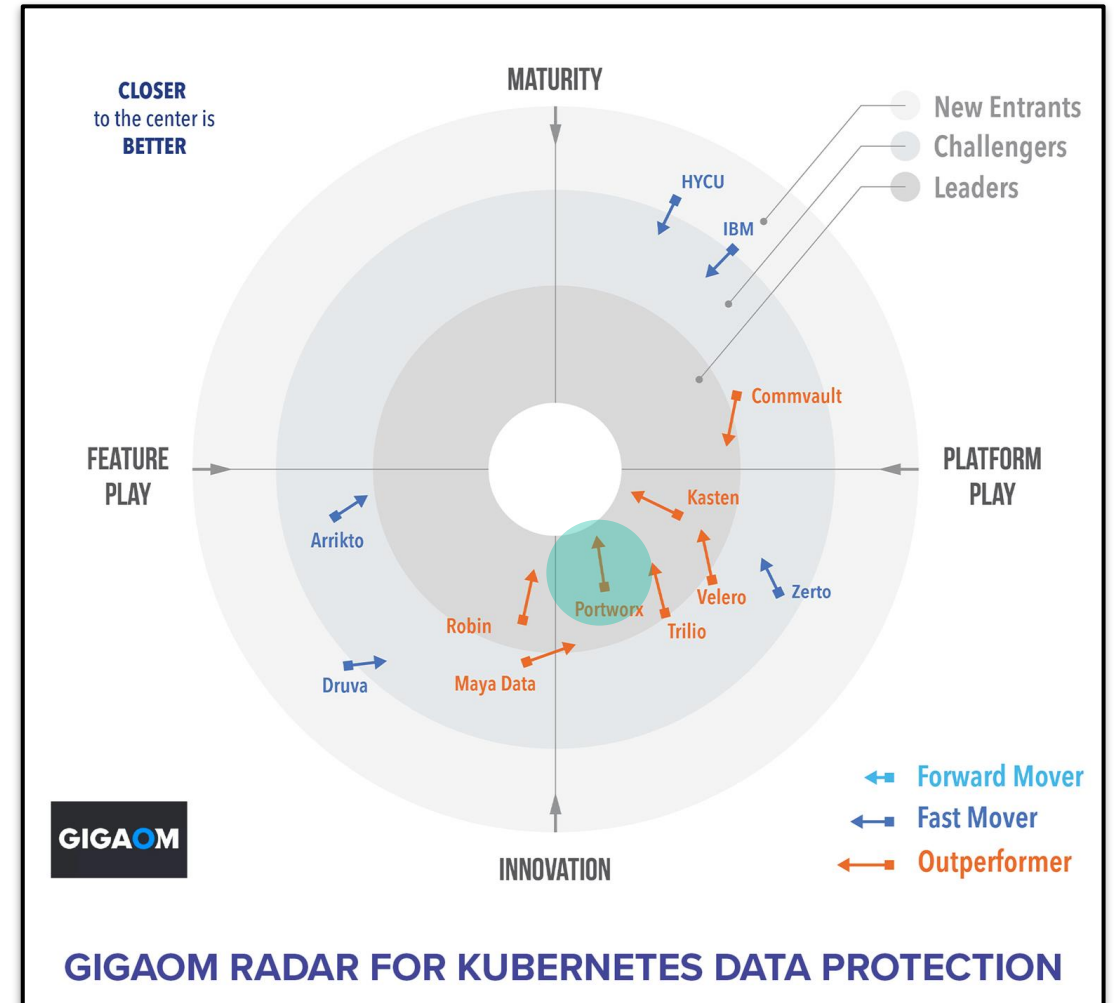 CLOSER
to the center is
BETTER
MATURITY
New Entrants
Challengers
Leaders
HYCU
IBM
Commvault
FEATURE
PLAY
PLATFORM
PLAY
Kasten
Arrikto
Velero
Zerto
Portworx
Robin
Trilio
Maya Data
Druva
Forward Mover
Fast Mover
Outperformer
GIGAOM
INNOVATION
GIGAOM RADAR FOR KUBERNETES DATA PROTECTION